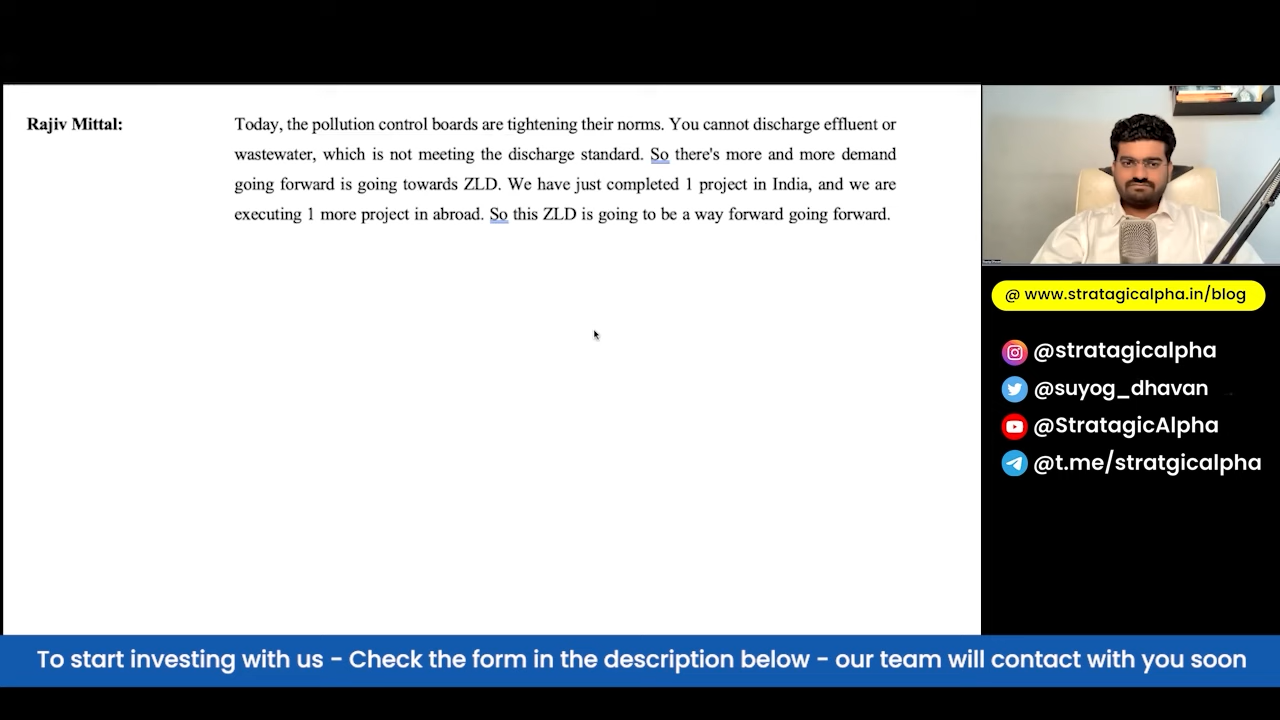 Rajiv Mittal:
Today, the pollution control boards are tightening their norms. You cannot discharge effluent or
wastewater, which is not meeting the discharge standard. So there's more and more demand
going forward is going towards ZLD. We have just completed 1 project in India, and we are
executing 1 more project in abroad. So this ZLD is going to be a way forward going forward.
@ www.stratagicalpha.in/blog
@stratagicalpha
@suyog_dhavan
@StratagicAlpha
@t.me/stratgicalpha
To start investing with us - Check the form in the description below - our team will contact with you soon